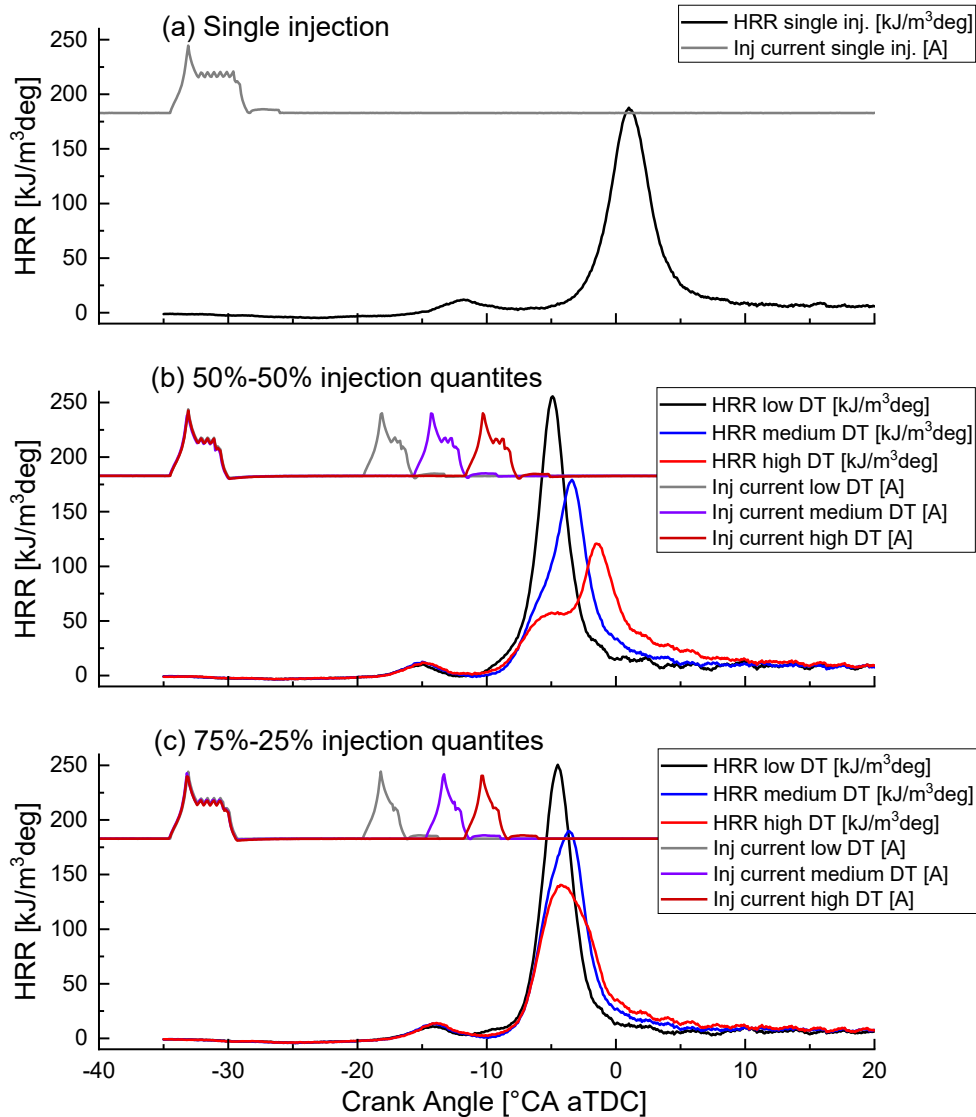 (a) Single injection
HRR single inj. [kJ/m³deg]
Inj current single inj. [A]
HRR [kJ/m³deg]
250
200
150
100
50
0
(b) 50%-50% injection quantites
HRR low DT [kJ/m³deg]
HRR medium DT [kJ/m³deg]
HRR high DT [kJ/m³deg]
Inj current low DT [A]
Inj current medium DT [A]
Inj current high DT [A]
HRR [kJ/m³deg]
250
200
150
100
50
0
(c) 75%-25% injection quantites
HRR low DT [kJ/m³deg]
HRR medium DT [kJ/m³deg]
HRR high DT [kJ/m³deg]
Inj current low DT [A]
Inj current medium DT [A]
Inj current high DT [A]
HRR [kJ/m³deg]
250
200
150
100
50
0
-40 -30 -20 -10 0 10 20
Crank Angle [°CA aTDC]